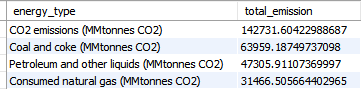 energy_type total_emission
CO2 emissions (MMtonnes CO2) 142731.60422988687
Coal and coke (MMtonnes CO2) 63959.18749737098
Petroleum and other liquids (MMtonnes CO2) 47305.91107369997
Consumed natural gas (MMtonnes CO2) 31466.505664402965